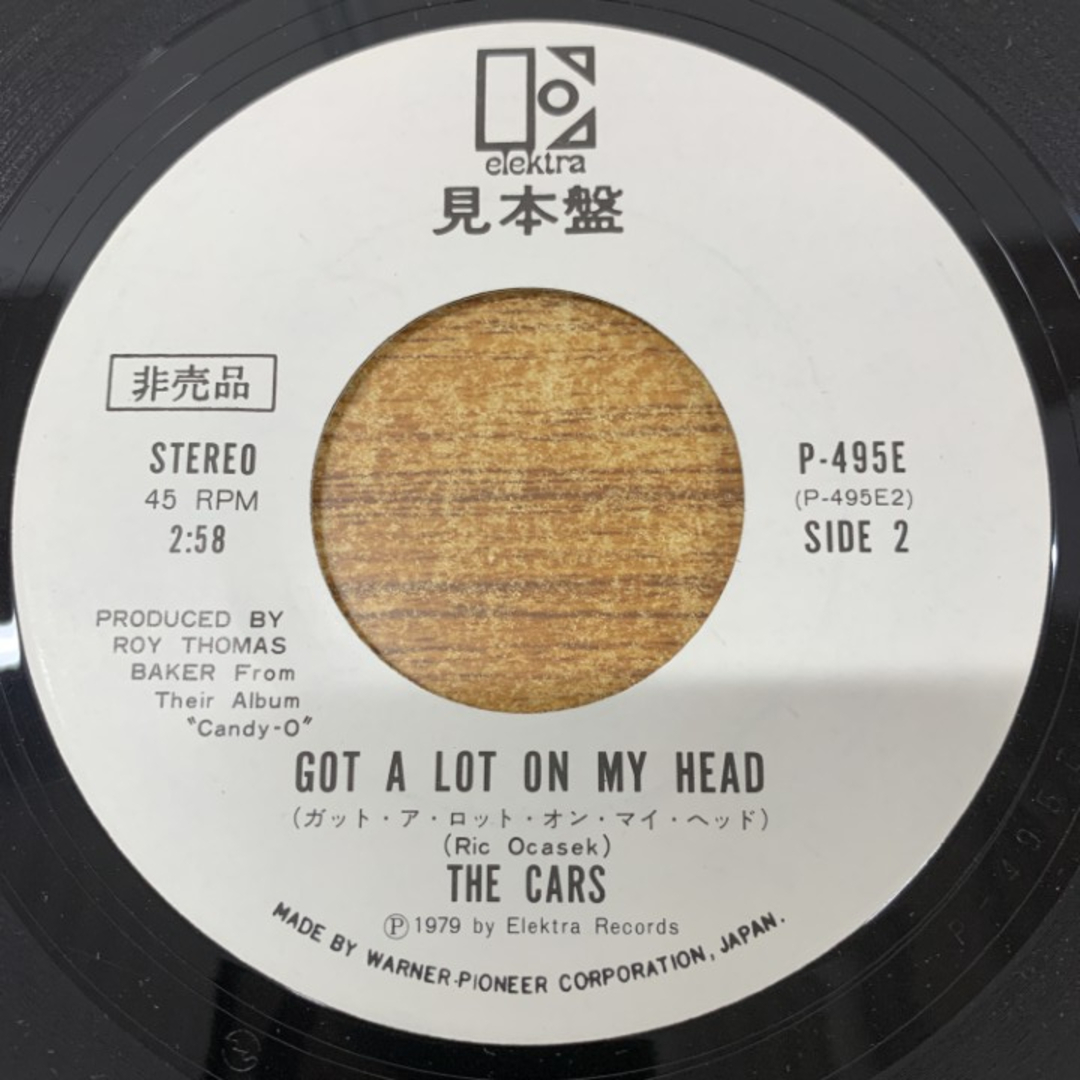 elektra
見本盤
非売品
STEREO
45 RPM
2:58
P-495E
(P-495E2)
SIDE 2
PRODUCED BY
ROY THOMAS
BAKER From
Their Album
"Candy-O"
GOT A LOT ON MY HEAD
(ガット・ア・ロット・オン・マイ・ヘッド)
(Ric Ocasek)
THE CARS
Ⓟ1979 by Elektra Records
MADE BY WARNER-PIONEER CORPORATION, JAPAN.